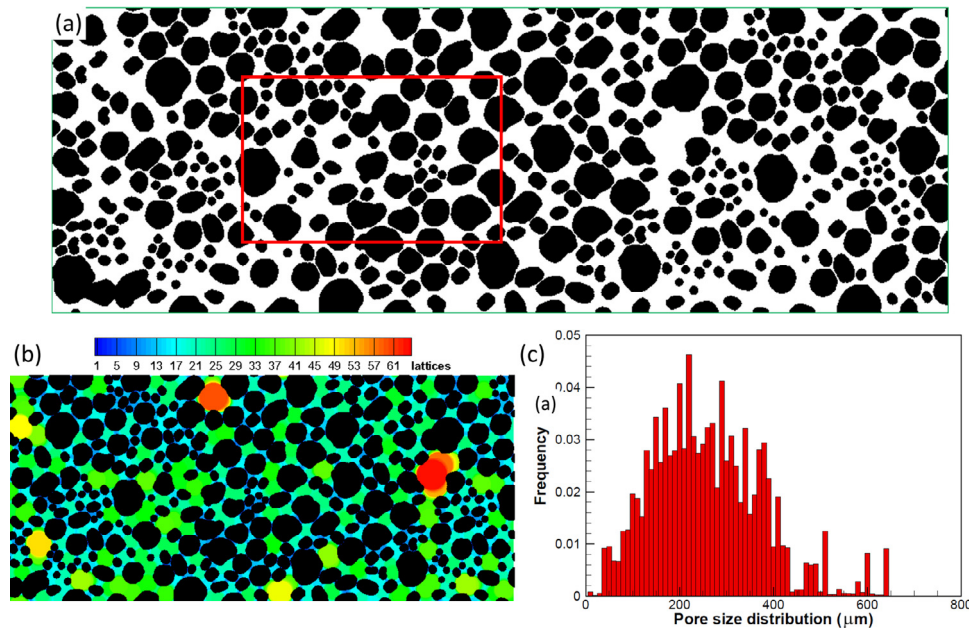 (a)
(b)
1 5 9 13 17 21 25 29 33 37 41 45 49 53 57 61 lattices
(c)
0.05
0.04
(a)
0.03
0.02
0.01
0
Frequency
0 200 400 600 800
Pore size distribution (μm)